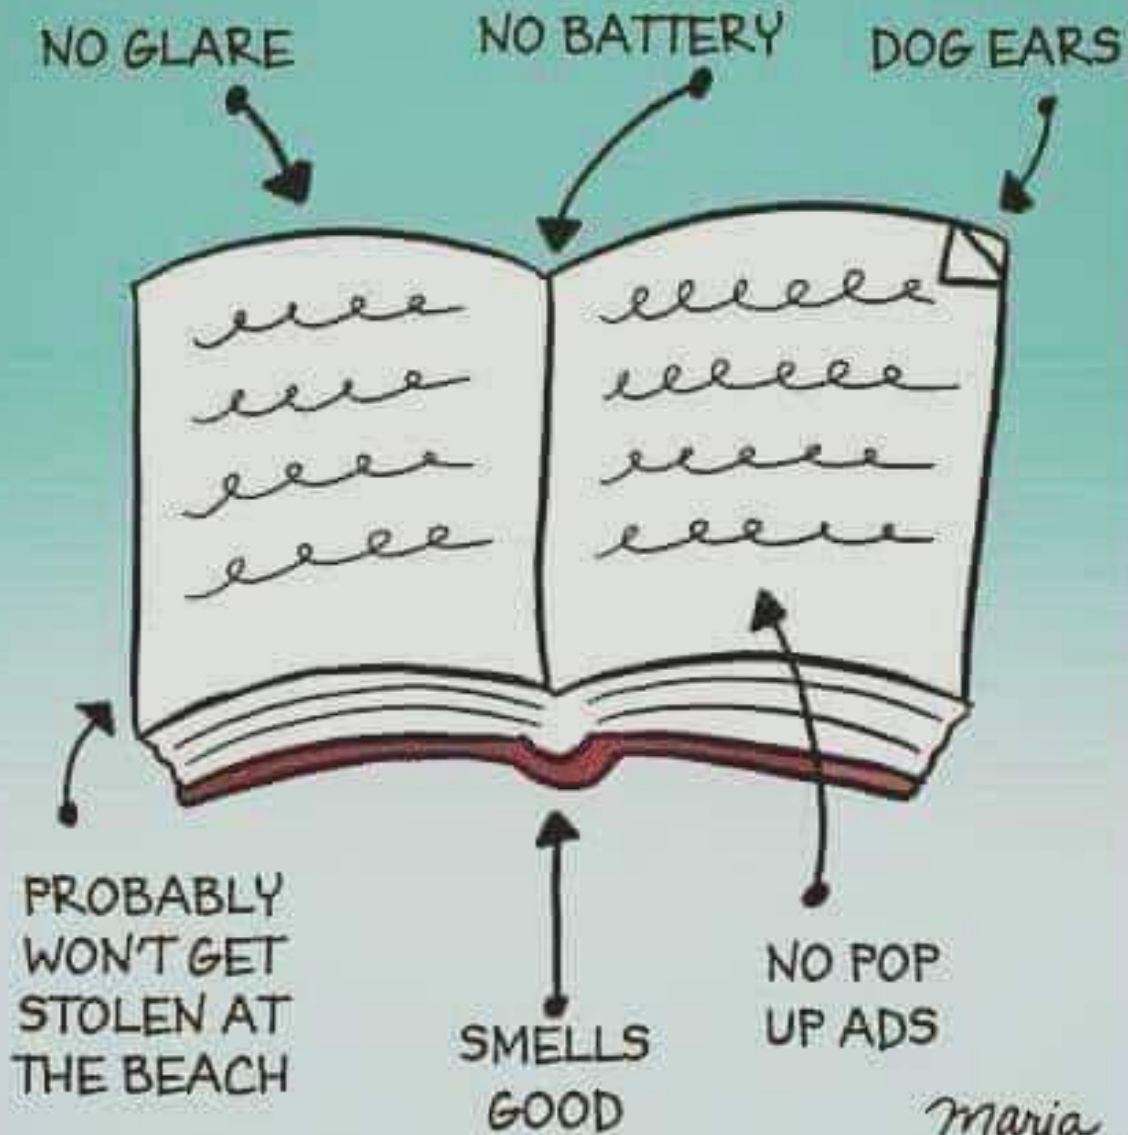 NO GLARE
NO BATTERY
DOG EARS
PROBABLY
WON'T GET
STOLEN AT
THE BEACH
SMELLS
GOOD
NO POP
UP ADS
Maria